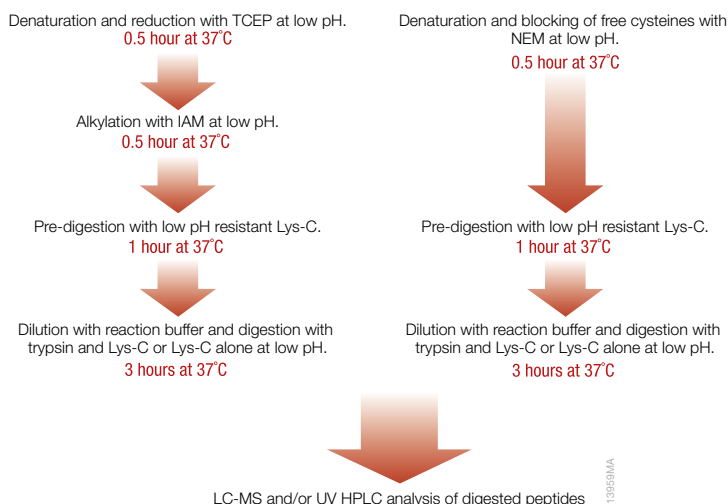 Denaturation and reduction with TCEP at low pH.
0.5 hour at 37˚C
Alkylation with IAM at low pH.
0.5 hour at 37˚C
Pre-digestion with low pH resistant Lys-C.
1 hour at 37˚C
Dilution with reaction buffer and digestion with
trypsin and Lys-C or Lys-C alone at low pH.
3 hours at 37˚C
Denaturation and blocking of free cysteines with
NEM at low pH.
0.5 hour at 37˚C
Pre-digestion with low pH resistant Lys-C.
1 hour at 37˚C
Dilution with reaction buffer and digestion with
trypsin and Lys-C or Lys-C alone at low pH.
3 hours at 37˚C
LC-MS and/or UV HPLC analysis of digested peptides
13959MA